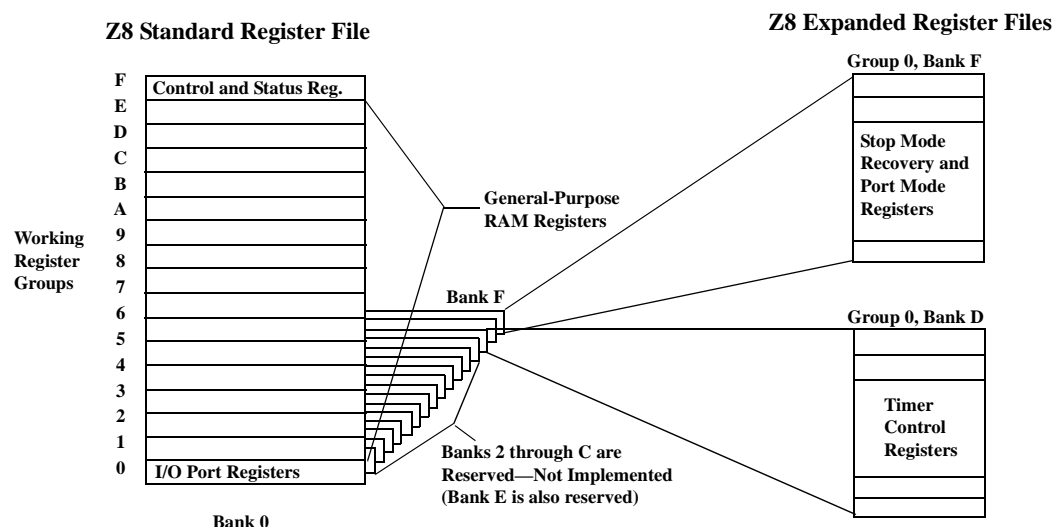 Z8 Standard Register File
Z8 Expanded Register Files
Group 0, Bank F
F
Control and Status Reg.
E
D
C
B
A
9
8
7
6
5
4
3
2
1
0
I/O Port Registers
Working
Register
Groups
Bank 0
General-Purpose
RAM Registers
Bank F
Banks 2 through C are
Reserved—Not Implemented
(Bank E is also reserved)
Stop Mode
Recovery and
Port Mode
Registers
Group 0, Bank D
Timer
Control
Registers